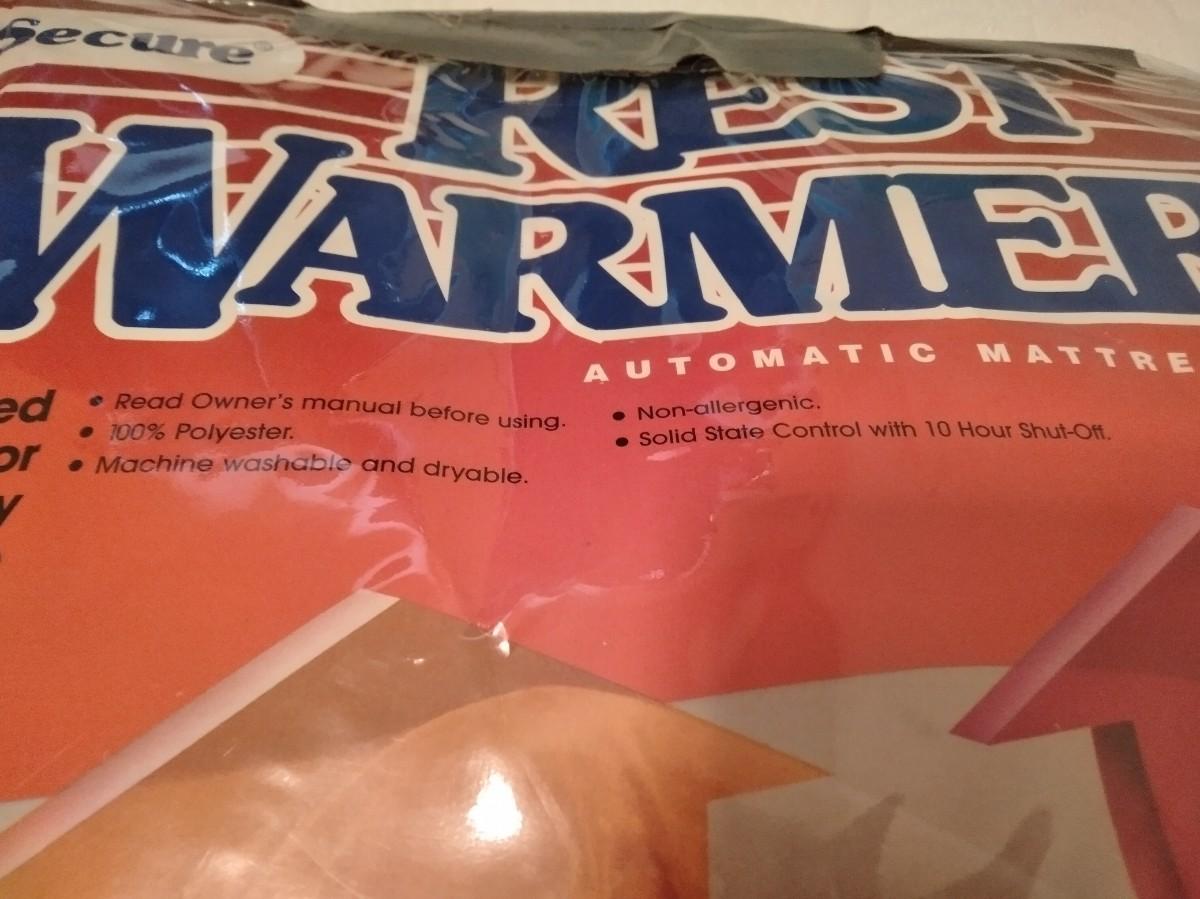 Secure®
REST
WARMER
AUTOMATIC MATTRE
ed
or
y
• Read Owner's manual before using.
• 100% Polyester.
• Machine washable and dryable.
• Non-allergenic.
• Solid State Control with 10 Hour Shut-Off.